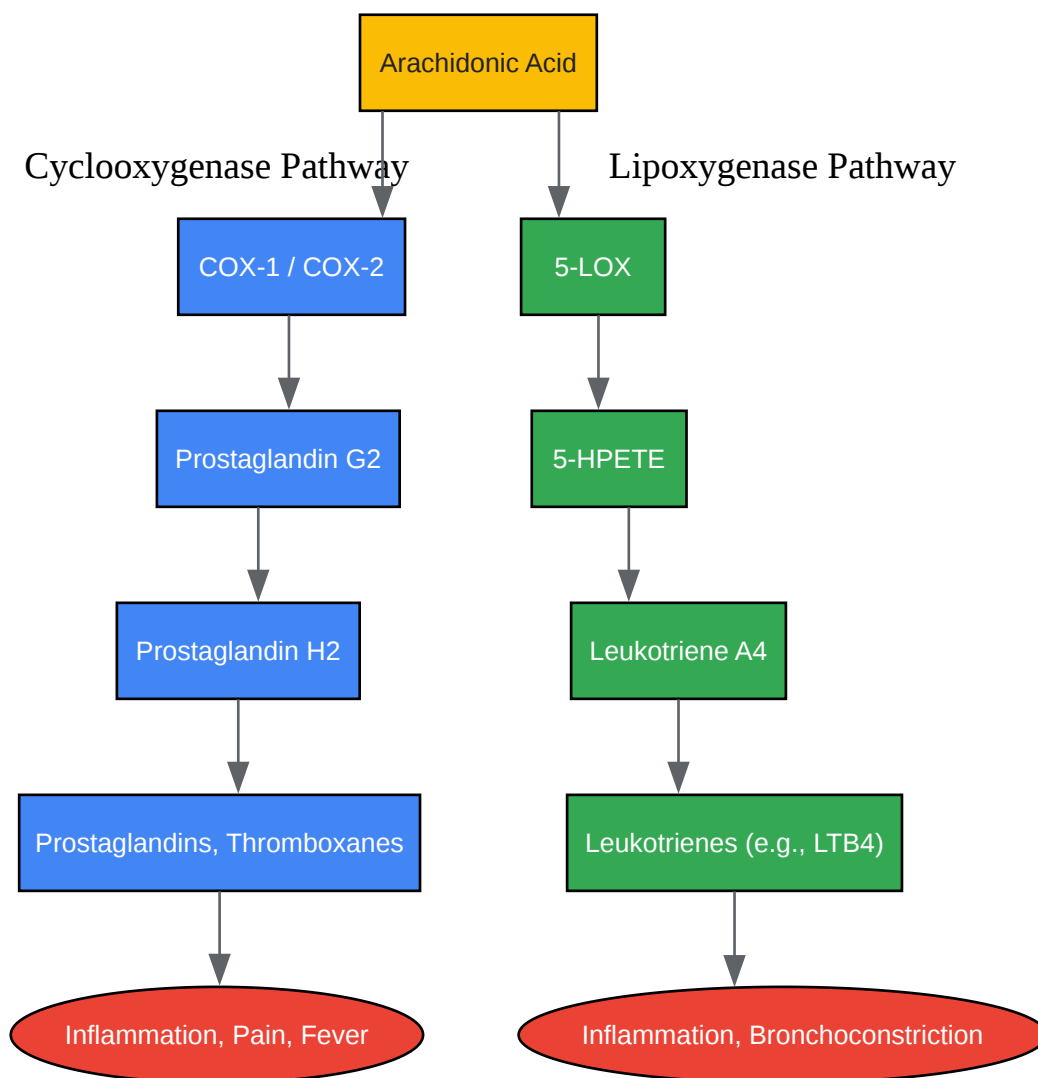 Arachidonic Acid
Cyclooxygenase Pathway
Lipoxygenase Pathway
COX-1 / COX-2
5-LOX
Prostaglandin G2
5-HPETE
Prostaglandin H2
Leukotriene A4
Prostaglandins, Thromboxanes
Leukotrienes (e.g., LTB4)
Inflammation, Pain, Fever
Inflammation, Bronchoconstriction